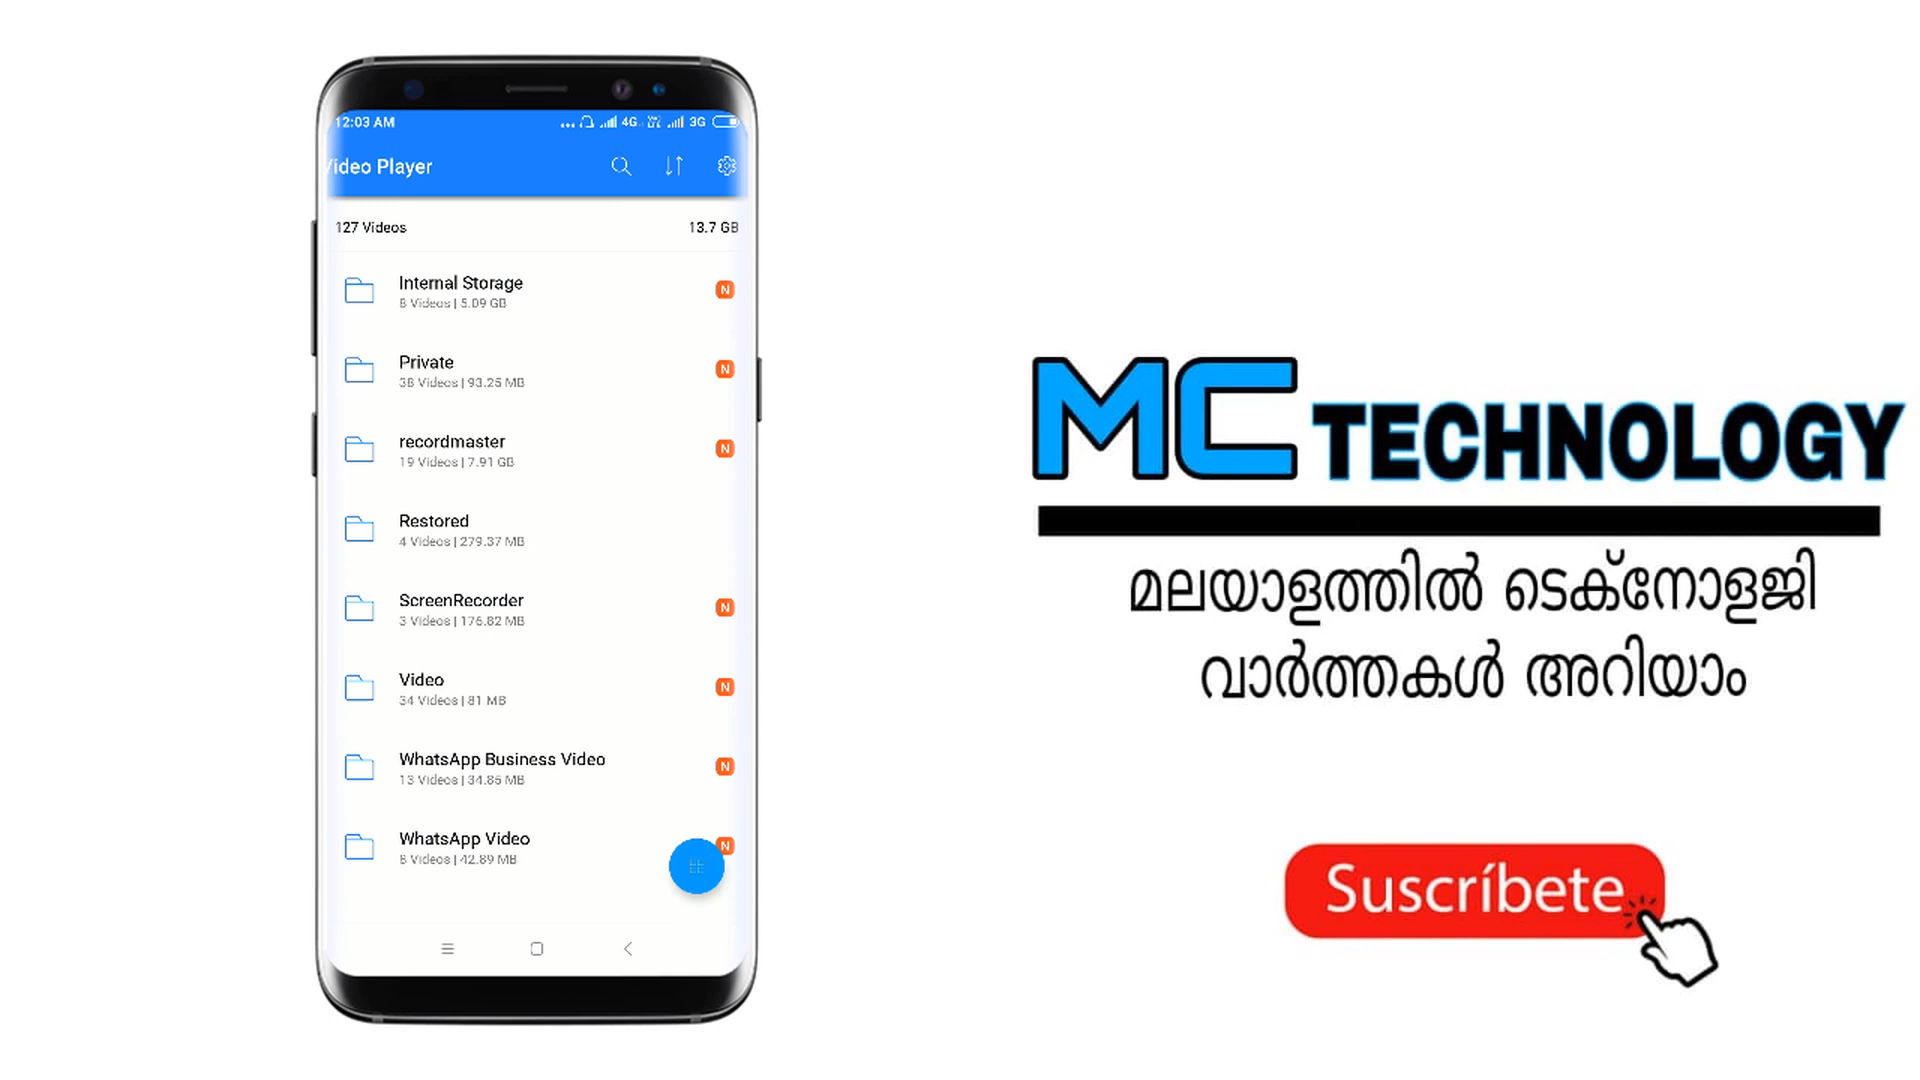 12:03 AM
4G
3G
Video Player
127 Videos
13.7 GB
Internal Storage
8 Videos | 5.09 GB
N
Private
38 Videos | 93.25 MB
N
recordmaster
19 Videos | 7.91 GB
N
Restored
4 Videos | 279.37 MB
ScreenRecorder
3 Videos | 176.82 MB
N
Video
34 Videos | 81 MB
N
WhatsApp Business Video
13 Videos | 34.85 MB
N
WhatsApp Video
8 Videos | 42.89 MB
N
MC TECHNOLOGY
മലയാളത്തിൽ ടെക്നോളജി
വാർത്തകൾ അറിയാം
Suscríbete